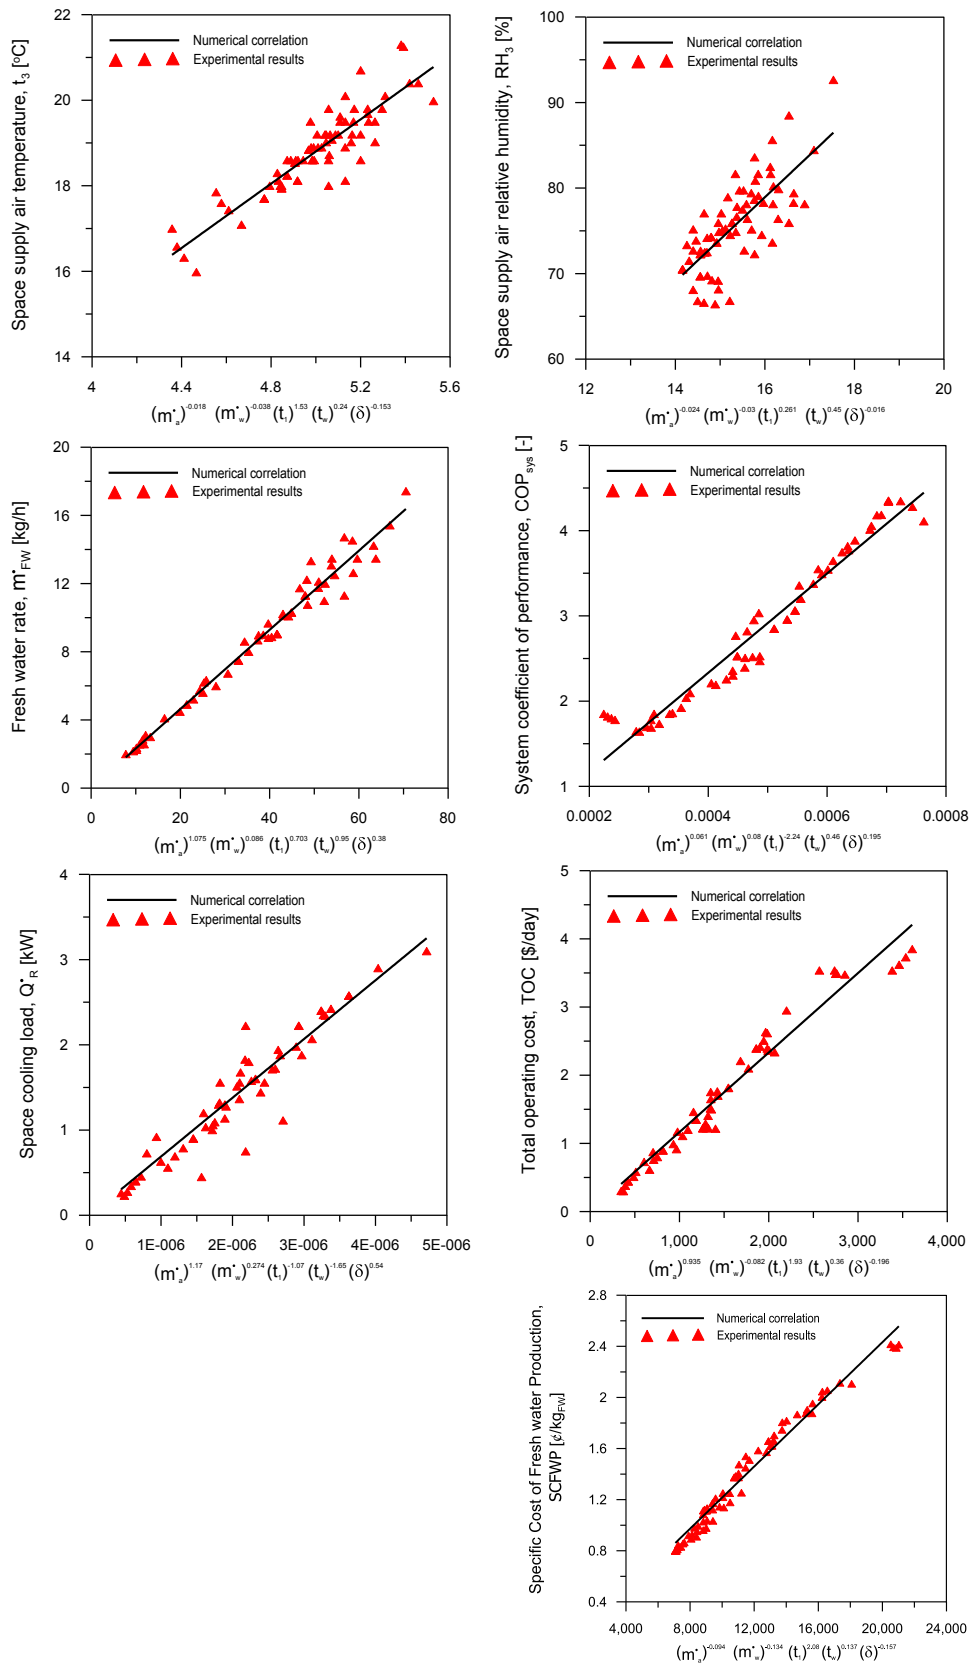 Space supply air temperature, t3 [ºC]
22
20
18
16
14
Numerical correlation
Experimental results
4 4.4 4.8 5.2 5.6
(m•a)-0.018 (m•w)-0.038 (t1)1.53 (tw)0.24 (δ)-0.153
Space supply air relative humidity, RH3 [%]
100
90
80
70
60
Numerical correlation
Experimental results
12 14 16 18 20
(m•a)-0.024 (m•w)-0.03 (t1)0.261 (tw)0.45 (δ)-0.016
Fresh water rate, m•FW [kg/h]
20
16
12
8
4
0
Numerical correlation
Experimental results
0 20 40 60 80
(m•a)1.075 (m•w)0.086 (t1)0.703 (tw)0.95 (δ)0.38
System coefficient of performance, COPsys [-]
5
4
3
2
1
Numerical correlation
Experimental results
0.0002 0.0004 0.0006 0.0008
(m•a)0.061 (m•w)0.08 (t1)-2.24 (tw)0.46 (δ)0.195
Space cooling load, Q•R [kW]
4
3
2
1
0
Numerical correlation
Experimental results
0 1E-006 2E-006 3E-006 4E-006 5E-006
(m•a)1.17 (m•w)0.274 (t1)-1.07 (tw)-1.65 (δ)0.54
Total operating cost, TOC [$/day]
5
4
3
2
1
0
Numerical correlation
Experimental results
0 1,000 2,000 3,000 4,000
(m•a)0.935 (m•w)-0.082 (t1)1.93 (tw)0.36 (δ)-0.196
Specific Cost of Fresh water Production,
SCFWP [¢/kgFW]
2.8
2.4
2
1.6
1.2
0.8
0.4
Numerical correlation
Experimental results
4,000 8,000 12,000 16,000 20,000 24,000
(m•a)-0.094 (m•w)-0.134 (t1)2.08 (tw)0.137 (δ)-0.157